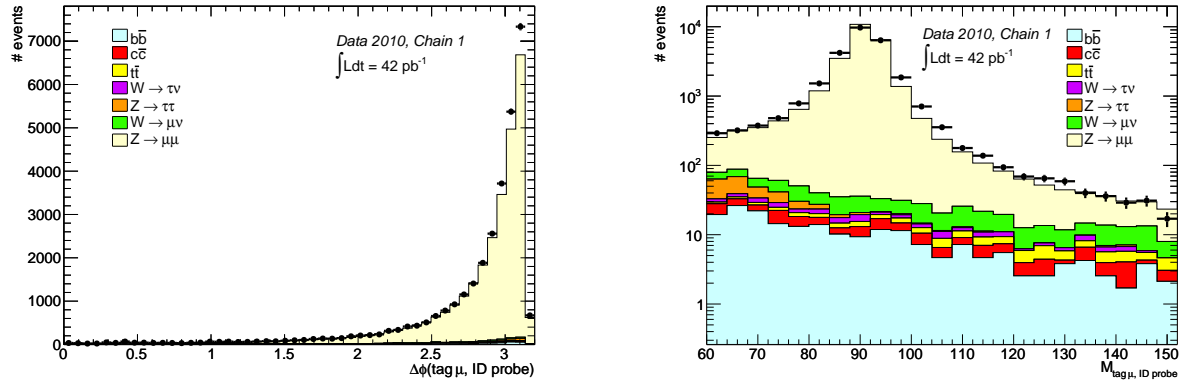 # events
7000
6000
5000
4000
3000
2000
1000
0
bb̄
cc̄
tt̄
W → τν
Z → ττ
W → μν
Z → μμ
Data 2010, Chain 1
∫Ldt = 42 pb⁻¹
0 0.5 1 1.5 2 2.5 3
Δϕ(tag μ, ID probe)
# events
10⁴
10³
10²
10
1
Data 2010, Chain 1
∫Ldt = 42 pb⁻¹
bb̄
cc̄
tt̄
W → τν
Z → ττ
W → μν
Z → μμ
60 70 80 90 100 110 120 130 140 150
M tag μ, ID probe